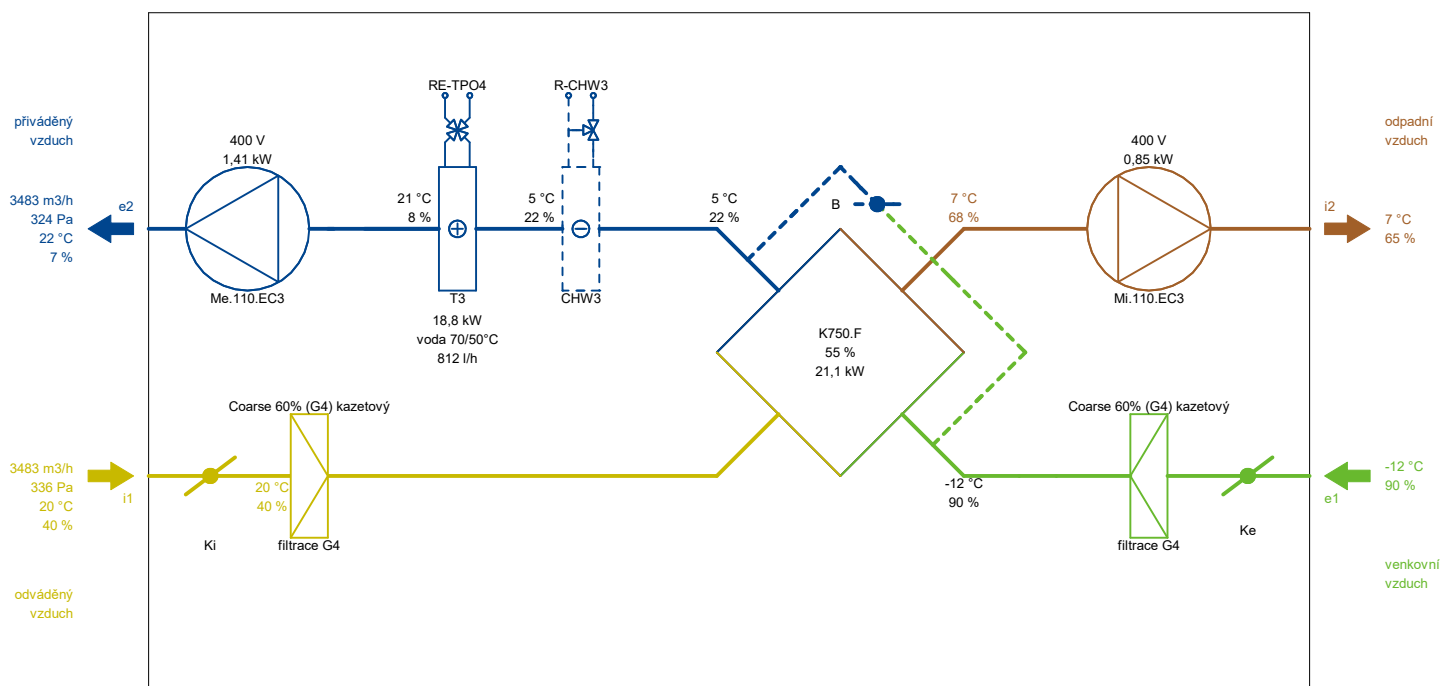 RE-TPO4
R-CHW3
přiváděný
vzduch
400 V
1,41 kW
400 V
0,85 kW
odpadní
vzduch
3483 m3/h
324 Pa
22 °C
7 %
e2
21 °C
8 %
5 °C
22 %
5 °C
22 %
B
7 °C
68 %
i2
7 °C
65 %
Me.110.EC3
T3
CHW3
Mi.110.EC3
18,8 kW
voda 70/50°C
812 l/h
K750.F
55 %
21,1 kW
Coarse 60% (G4) kazetový
Coarse 60% (G4) kazetový
3483 m3/h
336 Pa
20 °C
40 %
i1
20 °C
40 %
-12 °C
90 %
-12 °C
90 %
e1
Ki
filtrace G4
filtrace G4
Ke
venkovní
vzduch
odváděný
vzduch